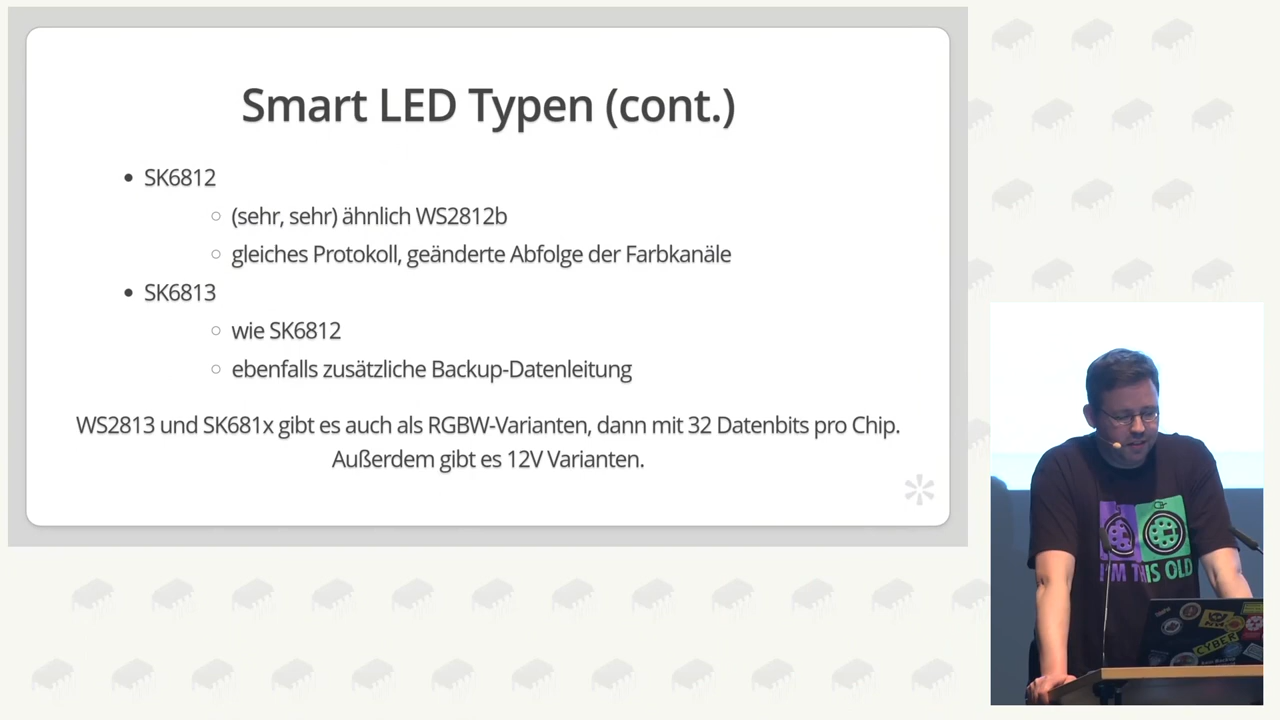 Smart LED Typen (cont.)
SK6812
(sehr, sehr) ähnlich WS2812b
gleiches Protokoll, geänderte Abfolge der Farbkanäle
SK6813
wie SK6812
ebenfalls zusätzliche Backup-Datenleitung
WS2813 und SK681x gibt es auch als RGBW-Varianten, dann mit 32 Datenbits pro Chip.
Außerdem gibt es 12V Varianten.
I'M THIS OLD
CYBER